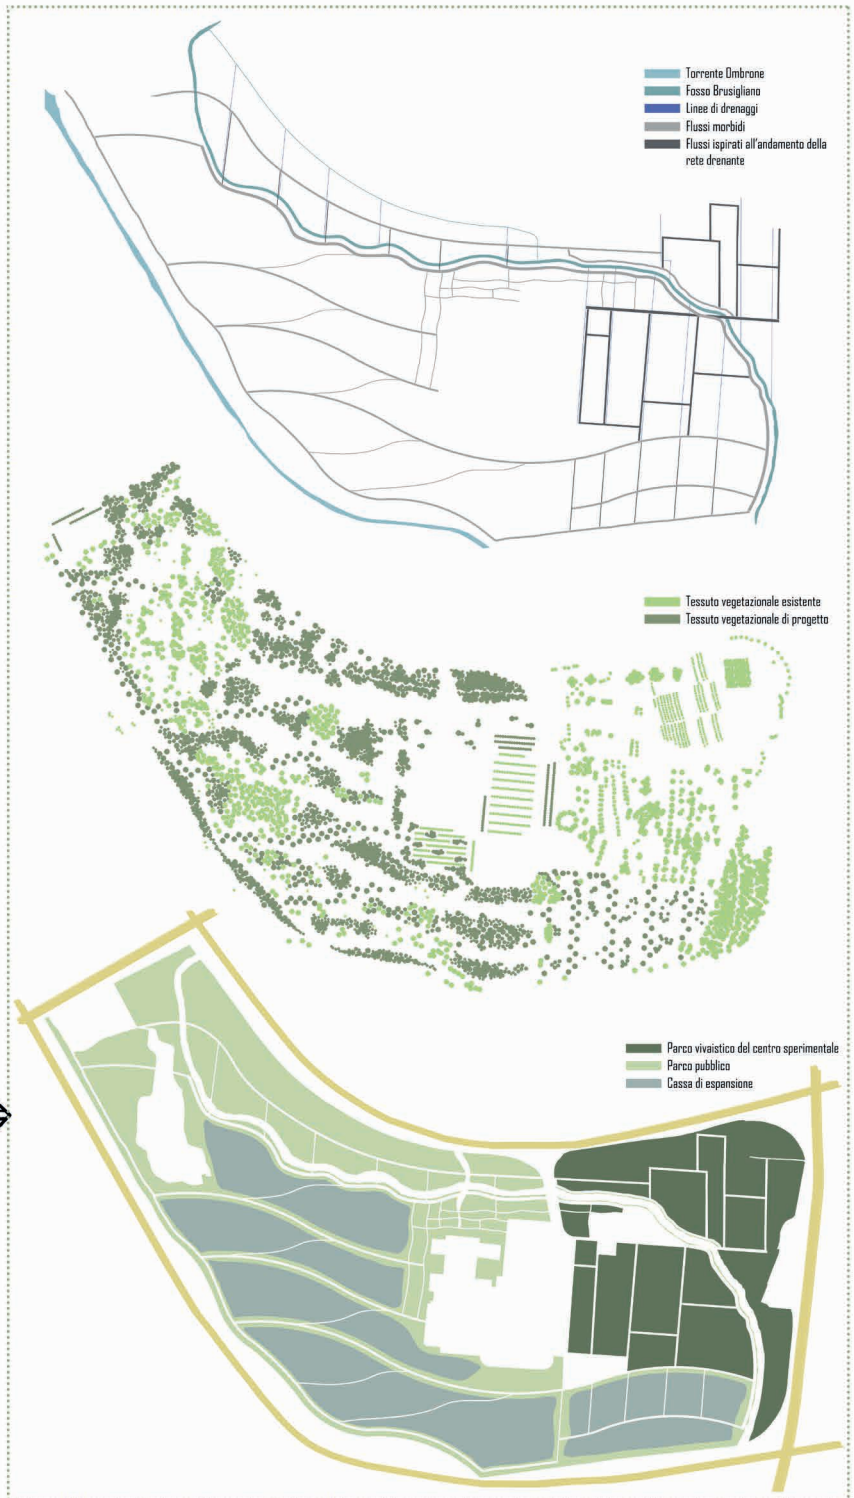 Torrente Ombrone
Fosso Brusigliano
Linee di drenaggi
Flussi morbidi
Flussi ispirati all'andamento della
rete drenante
Tessuto vegetazionale esistente
Tessuto vegetazionale di progetto
Parco vivaistico del centro sperimentale
Parco pubblico
Cassa di espansione